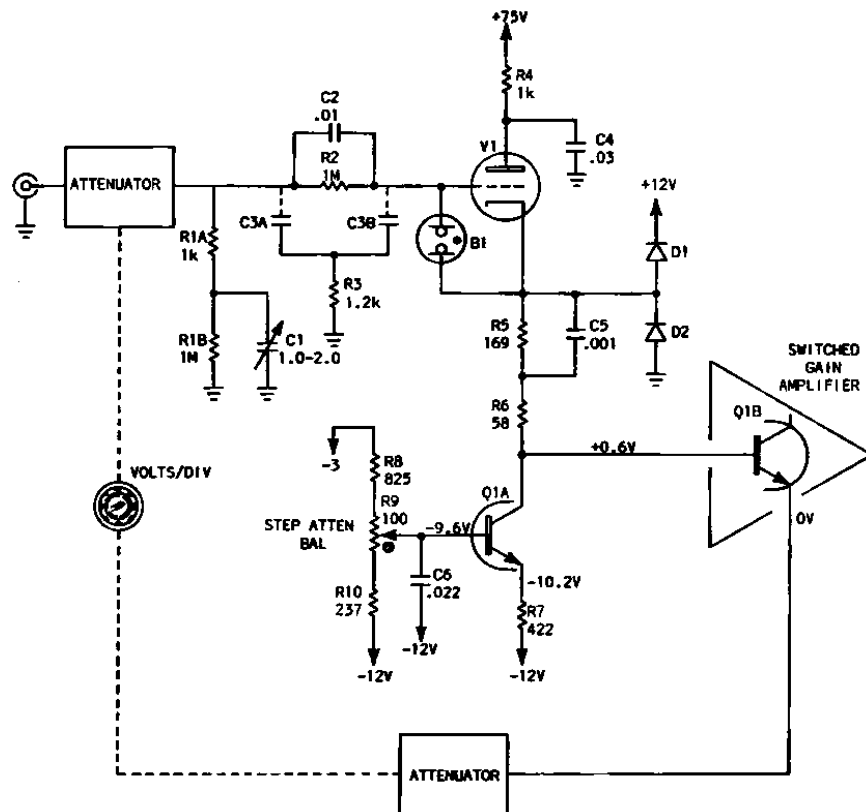 +75V
R4
1k
C2
.01
R2
1M
V1
C4
.03
ATTENUATOR
+12V
C3A
C3B
B1
D1
R1A
1k
R3
1.2k
R5
169
C5
.001
D2
R1B
1M
C1
1.0-2.0
SWITCHED
GAIN
AMPLIFIER
R6
58
Q1B
-3
R8
825
+0.6V
VOLTS/DIV
R9
100
Q1A
STEP ATTEN
BAL
-9.6V
0V
C6
.022
-10.2V
R10
237
R7
422
-12V
-12V
-12V
ATTENUATOR